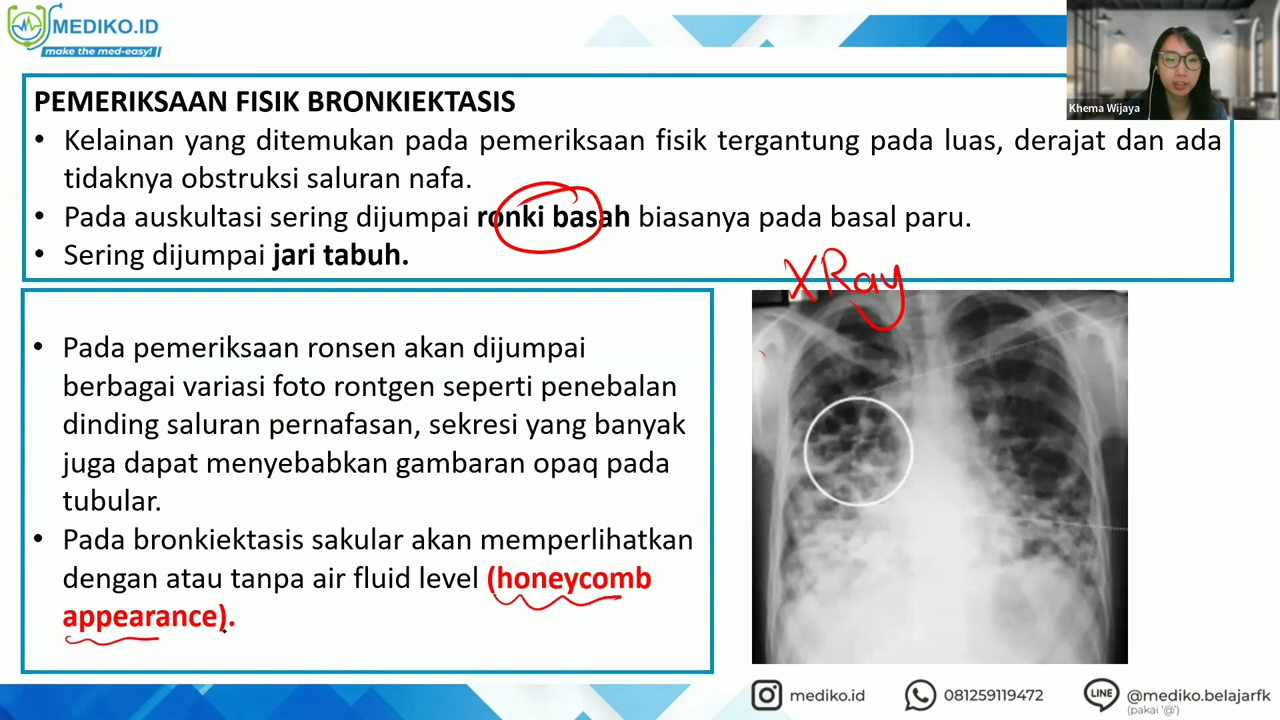 MEDIKO.ID
make the med-easy!
Khema Wijaya
PEMERIKSAAN FISIK BRONKIEKTASIS
• Kelainan yang ditemukan pada pemeriksaan fisik tergantung pada luas, derajat dan ada
tidaknya obstruksi saluran nafa.
• Pada auskultasi sering dijumpai ronki basah biasanya pada basal paru.
• Sering dijumpai jari tabuh.
XRay
• Pada pemeriksaan ronsen akan dijumpai
berbagai variasi foto rontgen seperti penebalan
dinding saluran pernafasan, sekresi yang banyak
juga dapat menyebabkan gambaran opaq pada
tubular.
• Pada bronkiektasis sakular akan memperlihatkan
dengan atau tanpa air fluid level (honeycomb
appearance).
mediko.id
081259119472
LINE
@mediko.belajarfk
(pakai '@')